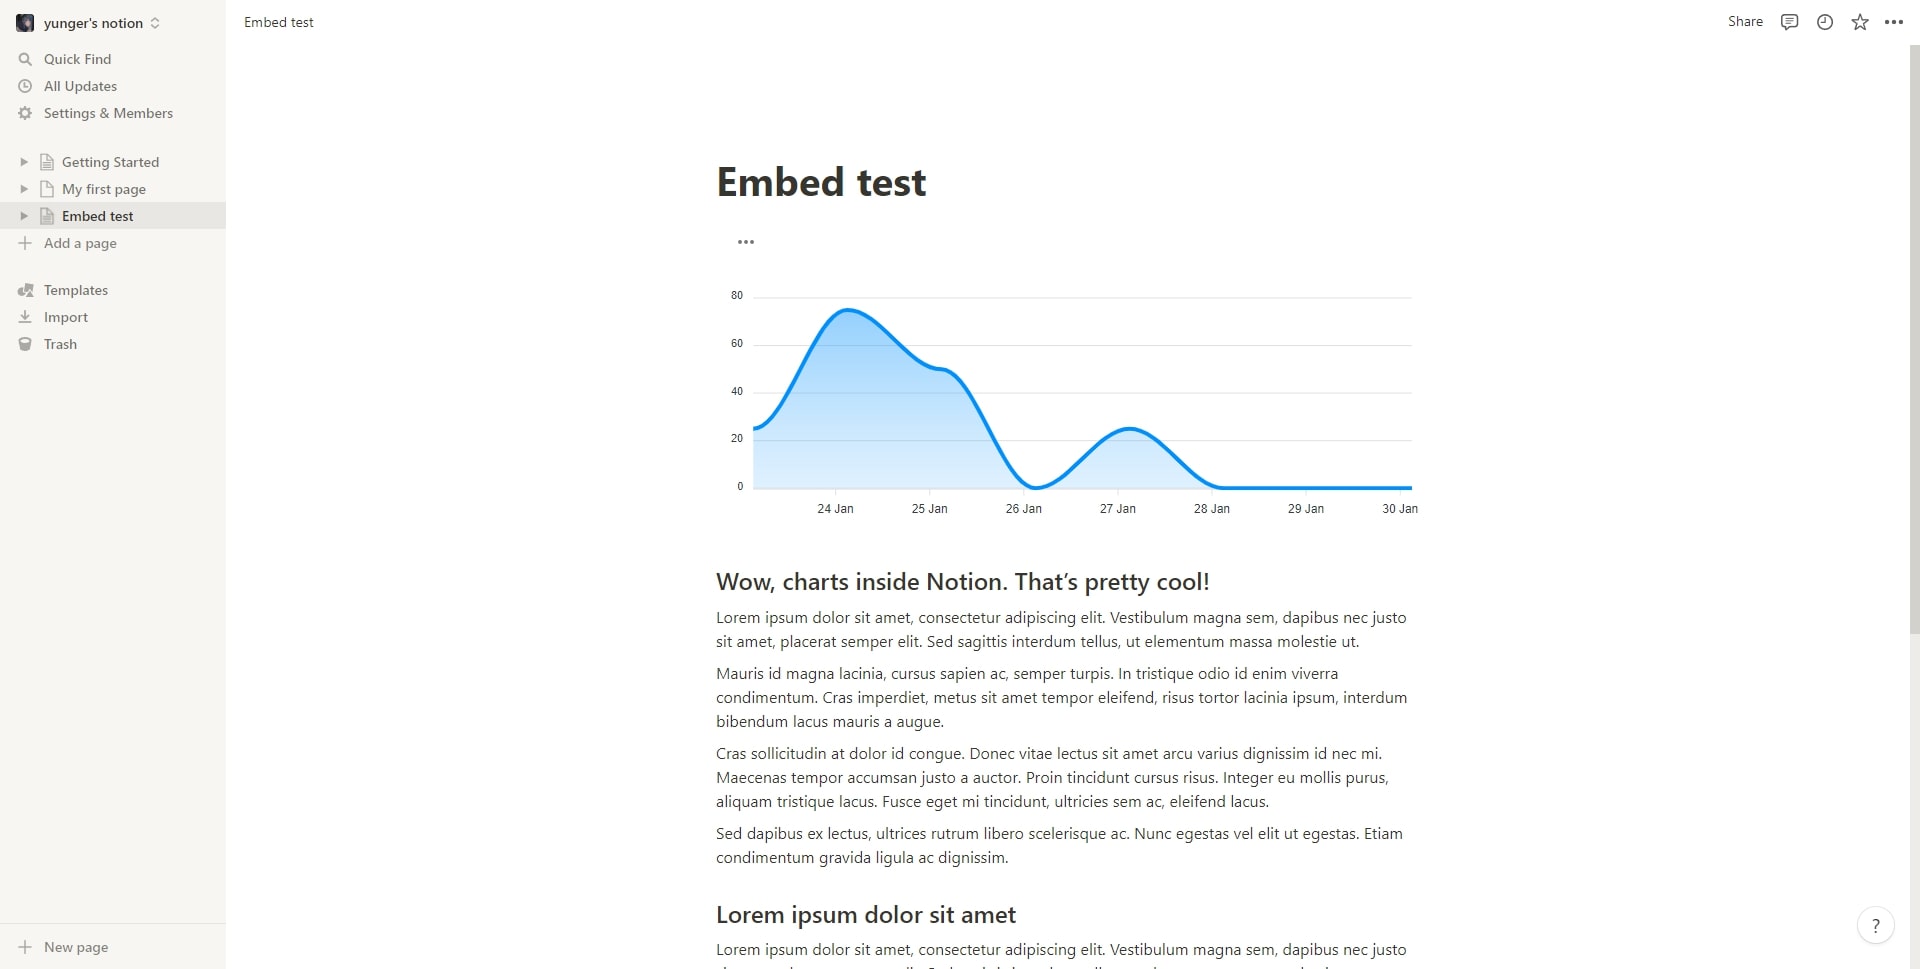 yunger's notion
Quick Find
All Updates
Settings & Members
Getting Started
My first page
Embed test
Add a page
Templates
Import
Trash
New page
Embed test
Share
Embed test
80
60
40
20
0
24 Jan
25 Jan
26 Jan
27 Jan
28 Jan
29 Jan
30 Jan
Wow, charts inside Notion. That’s pretty cool!
Lorem ipsum dolor sit amet, consectetur adipiscing elit. Vestibulum magna sem, dapibus nec justo
sit amet, placerat semper elit. Sed sagittis interdum tellus, ut elementum massa molestie ut.
Mauris id magna lacinia, cursus sapien ac, semper turpis. In tristique odio id enim viverra
condimentum. Cras imperdiet, metus sit amet tempor eleifend, risus tortor lacinia ipsum, interdum
bibendum lacus mauris a augue.
Cras sollicitudin at dolor id congue. Donec vitae lectus sit amet arcu varius dignissim id nec mi.
Maecenas tempor accumsan justo a auctor. Proin tincidunt cursus risus. Integer eu mollis purus,
aliquam tristique lacus. Fusce eget mi tincidunt, ultricies sem ac, eleifend lacus.
Sed dapibus ex lectus, ultrices rutrum libero scelerisque ac. Nunc egestas vel elit ut egestas. Etiam
condimentum gravida ligula ac dignissim.
Lorem ipsum dolor sit amet
Lorem ipsum dolor sit amet, consectetur adipiscing elit. Vestibulum magna sem, dapibus nec justo
?